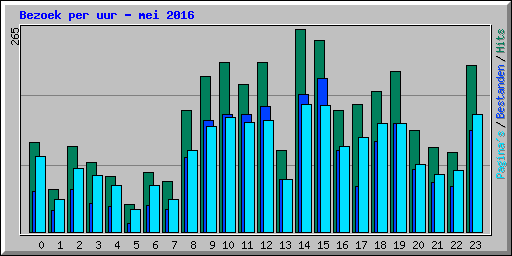 Bezoek per uur - mei 2016
265
Pagina's / Bestanden / Hits
0 1 2 3 4 5 6 7 8 9 10 11 12 13 14 15 16 17 18 19 20 21 22 23